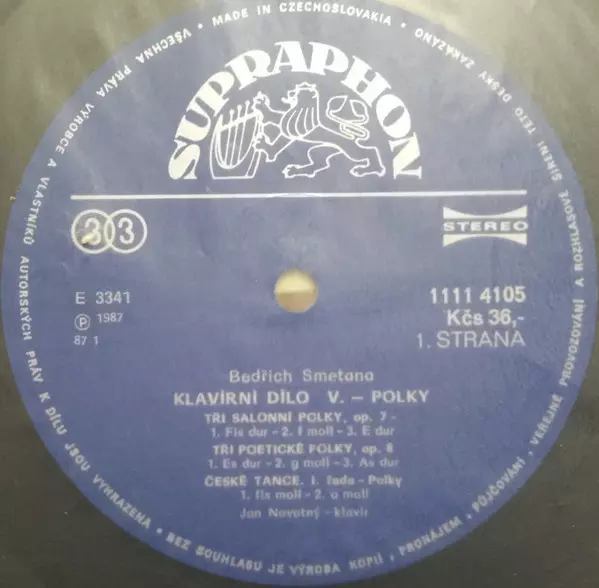 VŠECHNA PRÁVA VÝROBCE A VLASTNÍKŮ AUTORSKÝCH PRÁV K DÍLU JSOU VYHRAZENA • BEZ SOUHLASU JE VÝROBA KOPIÍ, PRONÁJEM, PŮJČOVÁNÍ, VEŘEJNÉ PROVOZOVÁNÍ A ROZHLASOVÉ ŠÍŘENÍ TÉTO DESKY ZAKÁZÁNO • MADE IN CZECHOSLOVAKIA •
SUPRAPHON
33
STEREO
E 3341
℗ 1987
87 1
1111 4105
Kčs 36,-
1. STRANA
Bedřich Smetana
KLAVÍRNÍ DÍLO V. – POLKY
TŘI SALONNÍ POLKY, op. 7 -
1. Fis dur – 2. f moll – 3. E dur
TŘI POETICKÉ POLKY, op. 8
1. Es dur – 2. g moll – 3. As dur
ČESKÉ TANCE. I. řada - Polky
1. fis moll – 2. a moll
Jan Novotný – klavír